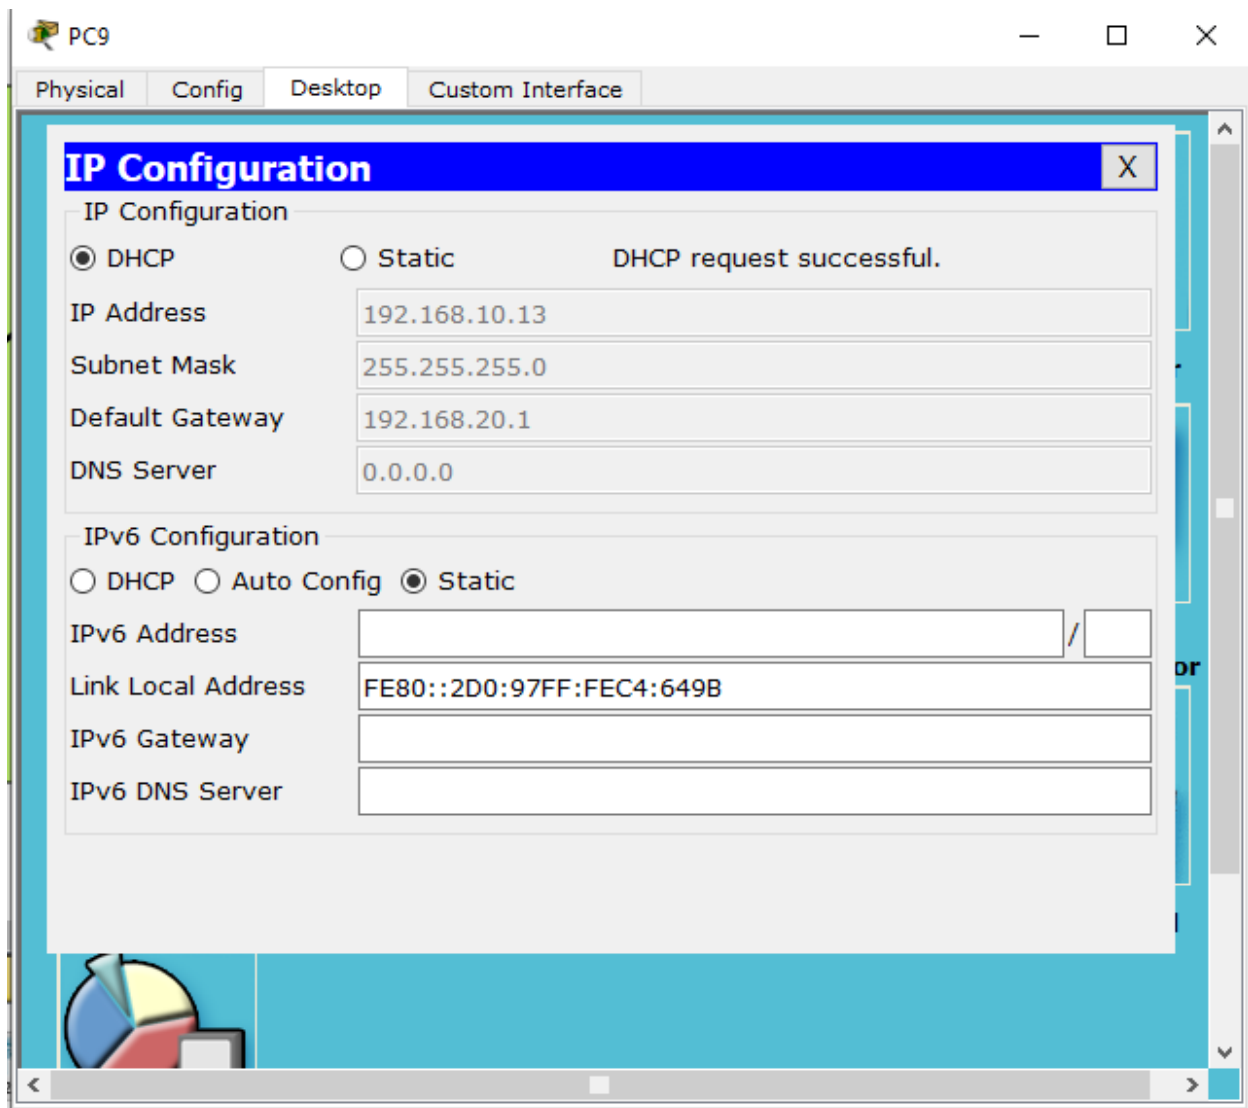 PC9
Physical Config Desktop Custom Interface
IP Configuration X
IP Configuration
DHCP Static DHCP request successful.
IP Address 192.168.10.13
Subnet Mask 255.255.255.0
Default Gateway 192.168.20.1
DNS Server 0.0.0.0
IPv6 Configuration
DHCP Auto Config Static
IPv6 Address /
Link Local Address FE80::2D0:97FF:FEC4:649B
IPv6 Gateway
IPv6 DNS Server
r
or